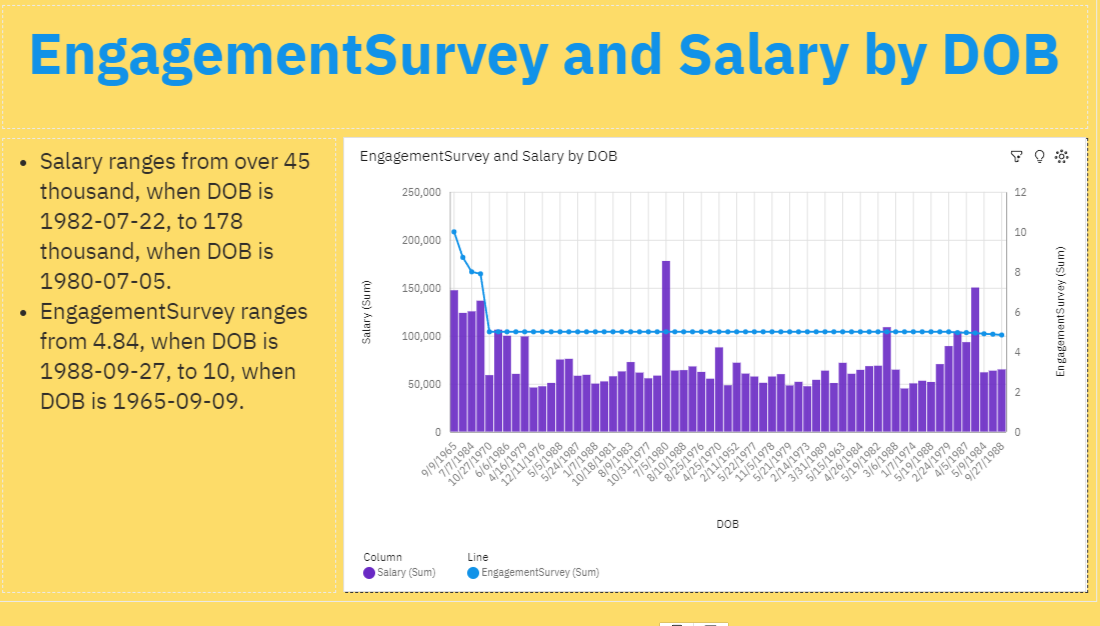 EngagementSurvey and Salary by DOB
• Salary ranges from over 45
thousand, when DOB is
1982-07-22, to 178
thousand, when DOB is
1980-07-05.
• EngagementSurvey ranges
from 4.84, when DOB is
1988-09-27, to 10, when
DOB is 1965-09-09.
EngagementSurvey and Salary by DOB
Salary (Sum)
250,000
200,000
150,000
100,000
50,000
0
12
10
8
6
4
2
0
EngagementSurvey (Sum)
9/9/1965
7/7/1984
10/27/1970
6/6/1986
4/16/1979
12/11/1976
5/5/1988
5/24/1987
1/7/1988
10/18/1981
8/9/1983
10/31/1977
7/5/1980
8/10/1988
8/25/1976
8/25/1970
2/11/1952
5/22/1977
11/5/1978
5/21/1979
2/14/1973
3/31/1989
5/15/1963
4/26/1984
5/19/1982
3/6/1988
1/7/1974
5/19/1988
2/24/1979
4/5/1987
5/9/1984
9/27/1988
DOB
Column
Salary (Sum)
Line
EngagementSurvey (Sum)